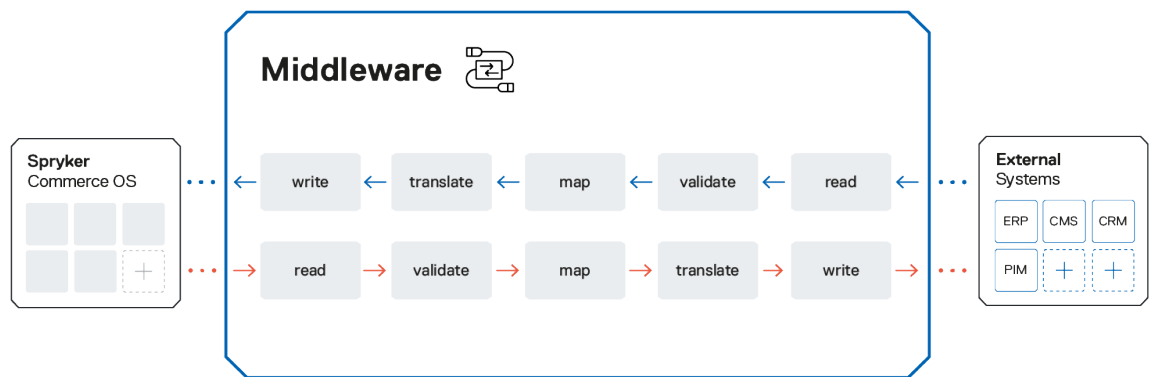 Middleware
Spryker
Commerce OS
write
translate
map
validate
read
read
validate
map
translate
write
External
Systems
ERP
CMS
CRM
PIM